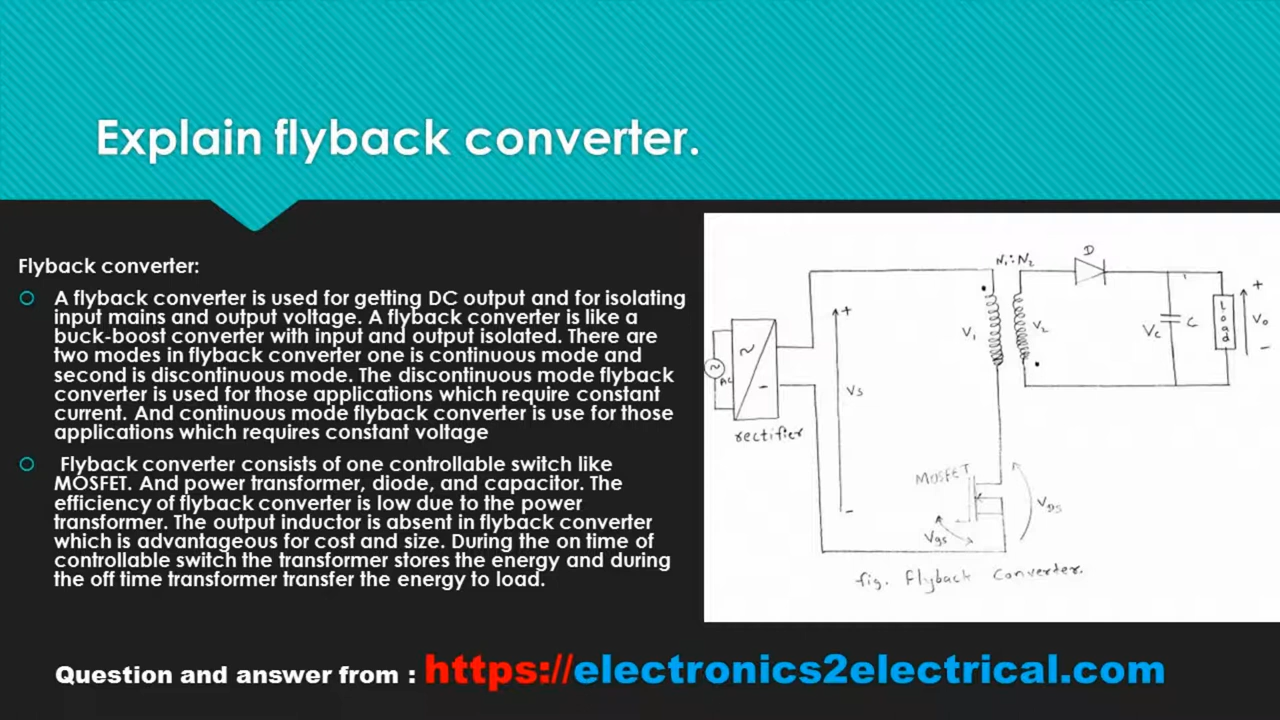 Explain flyback converter.
Flyback converter:
A flyback converter is used for getting DC output and for isolating
input mains and output voltage. A flyback converter is like a
buck-boost converter with input and output isolated. There are
two modes in flyback converter one is continuous mode and
second is discontinuous mode. The discontinuous mode flyback
converter is used for those applications which require constant
current. And continuous mode flyback converter is use for those
applications which requires constant voltage
Flyback converter consists of one controllable switch like
MOSFET. And power transformer, diode, and capacitor. The
efficiency of flyback converter is low due to the power
transformer. The output inductor is absent in flyback converter
which is advantageous for cost and size. During the on time of
controllable switch the transformer stores the energy and during
the off time transformer transfer the energy to load.
D
N1:N2
+
+
V1
V2
Vc
C
Load
Vo
-
~
~
AC
-
Vs
rectifier
MOSFET
VDS
Vgs
-
fig. Flyback Converter.
Question and answer from : https://electronics2electrical.com